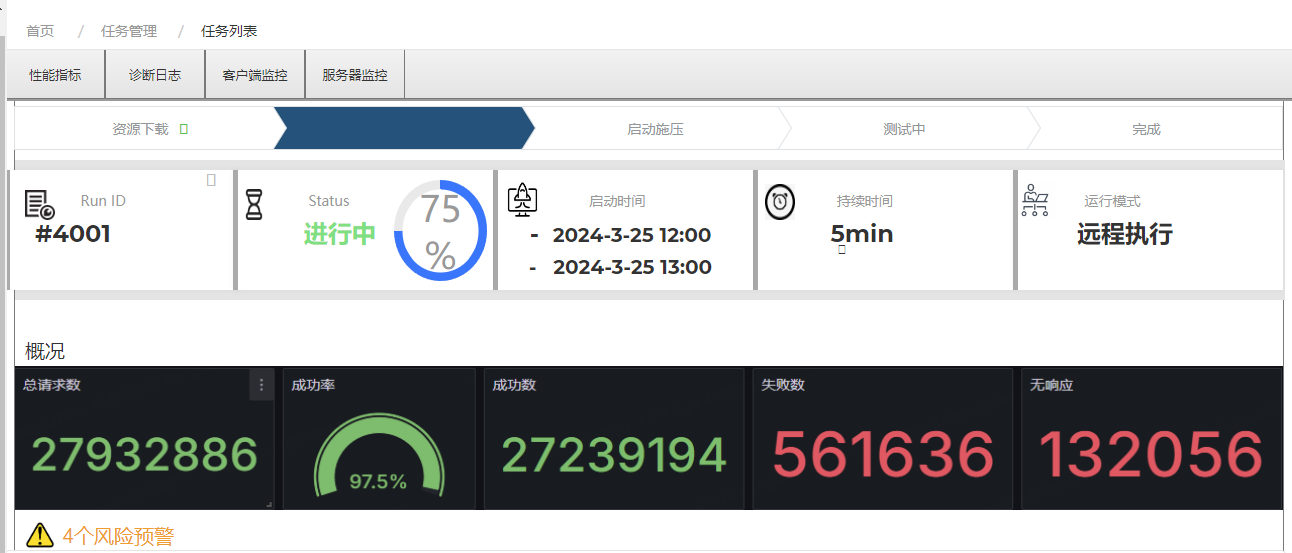 首页 / 任务管理 / 任务列表
性能指标 诊断日志 客户端监控 服务器监控
资源下载 启动施压 测试中 完成
Run ID
#4001
Status
进行中
75
%
启动时间
- 2024-3-25 12:00
- 2024-3-25 13:00
持续时间
5min
运行模式
远程执行
概况
总请求数
27932886
成功率
97.5%
成功数
27239194
失败数
561636
无响应
132056
4个风险预警